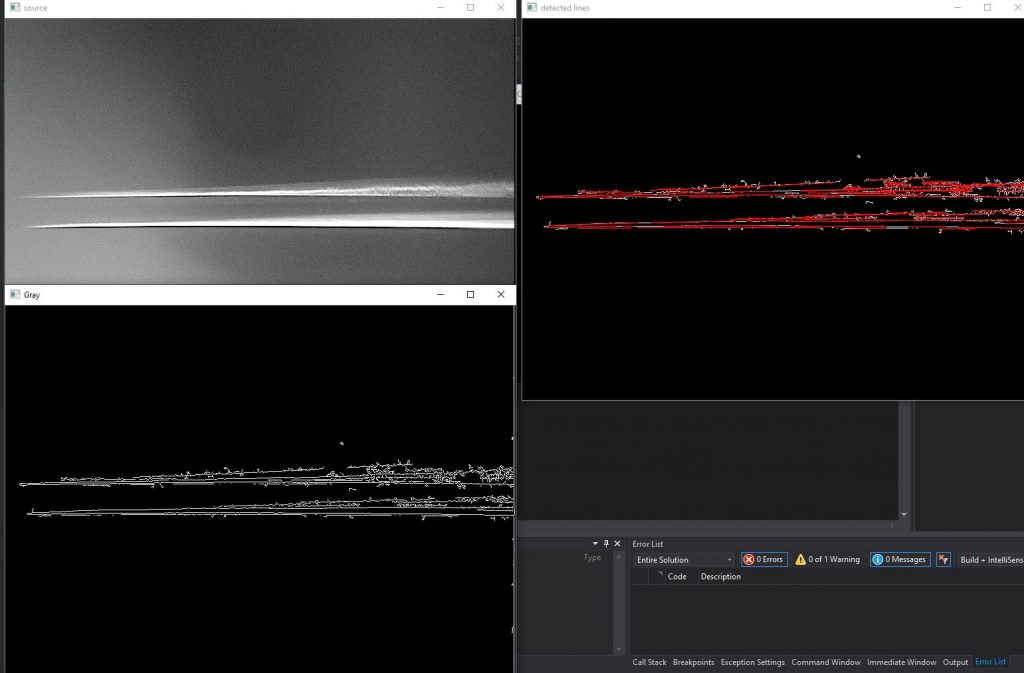 source
detected lines
Gray
Type
Error List
Entire Solution
0 Errors
0 of 1 Warning
0 Messages
Build + IntelliSens
Code
Description
Call Stack
Breakpoints
Exception Settings
Command Window
Immediate Window
Output
Error List